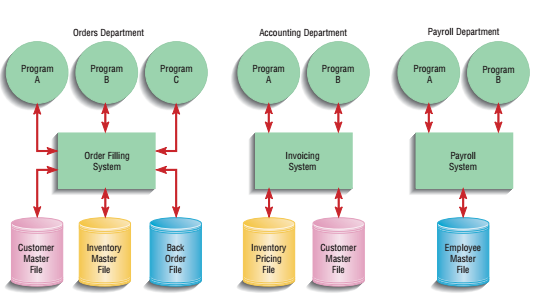 Orders Department
Accounting Department
Payroll Department
Program
A
Program
B
Program
C
Program
A
Program
B
Program
A
Program
B
Order Filling
System
Invoicing
System
Payroll
System
Customer
Master
File
Inventory
Master
File
Back
Order
File
Inventory
Pricing
File
Customer
Master
File
Employee
Master
File